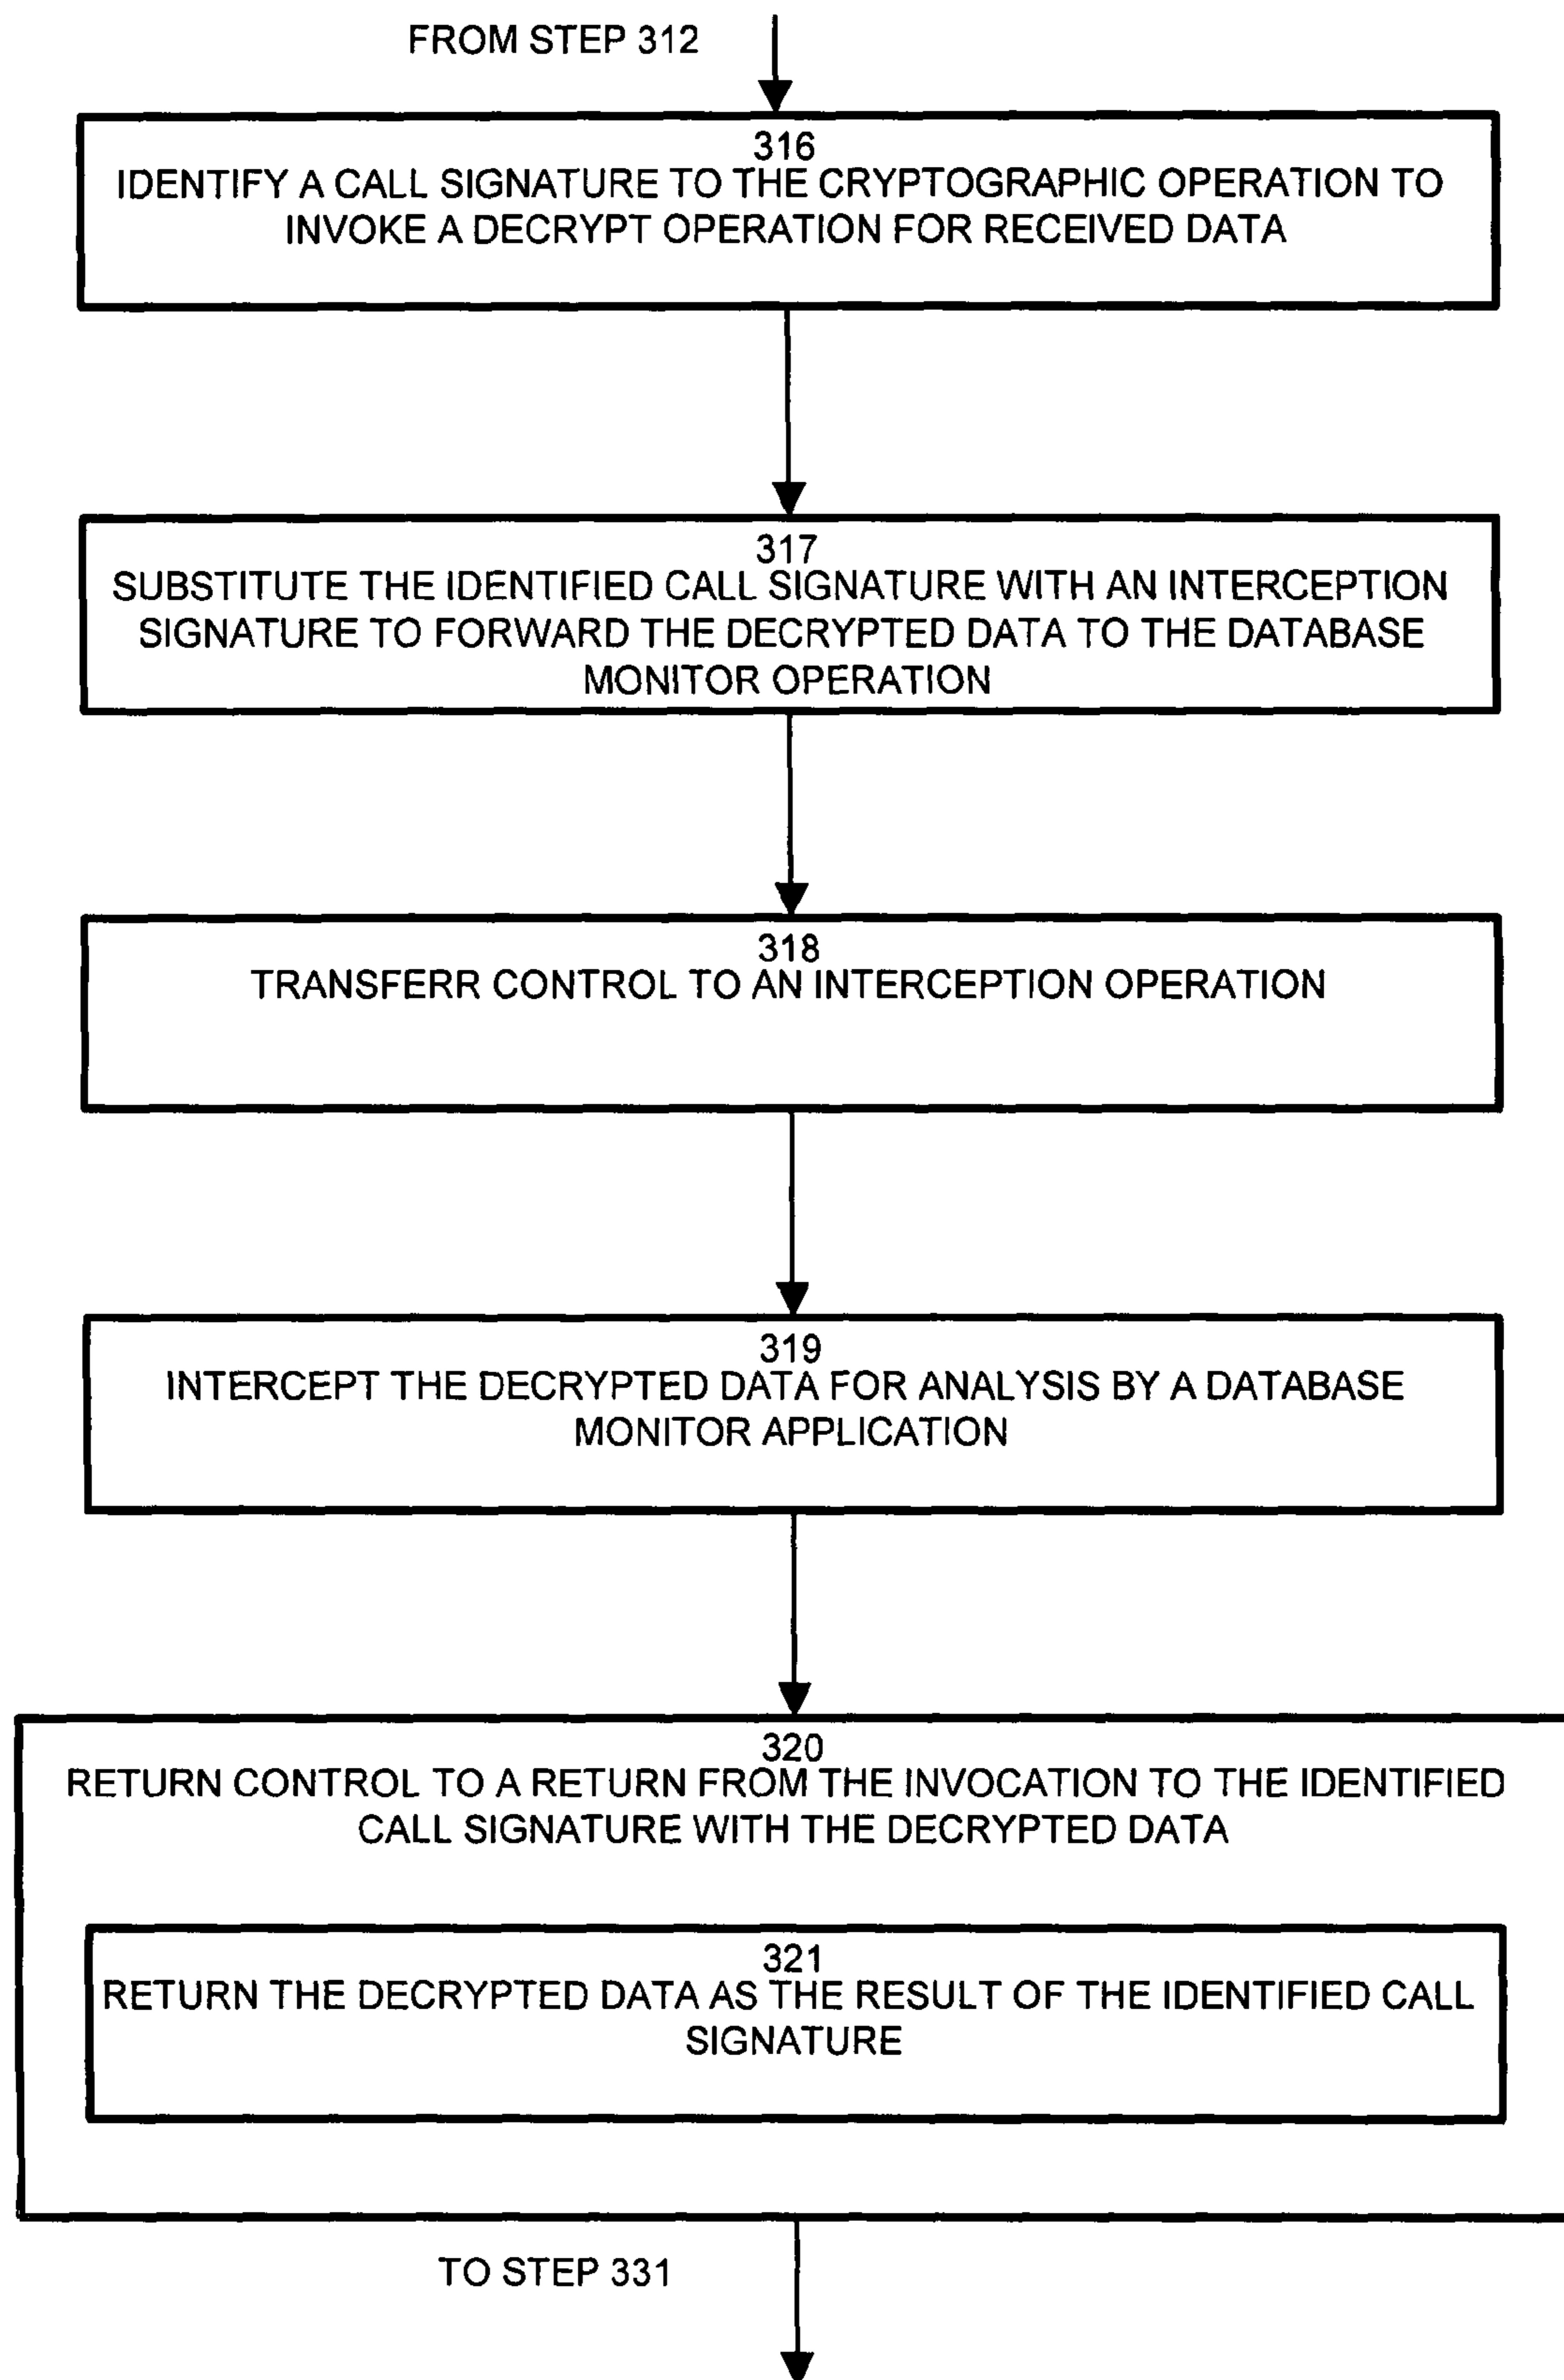 FROM STEP 312
316
IDENTIFY A CALL SIGNATURE TO THE CRYPTOGRAPHIC OPERATION TO
INVOKE A DECRYPT OPERATION FOR RECEIVED DATA
317
SUBSTITUTE THE IDENTIFIED CALL SIGNATURE WITH AN INTERCEPTION
SIGNATURE TO FORWARD THE DECRYPTED DATA TO THE DATABASE
MONITOR OPERATION
318
TRANSFERR CONTROL TO AN INTERCEPTION OPERATION
319
INTERCEPT THE DECRYPTED DATA FOR ANALYSIS BY A DATABASE
MONITOR APPLICATION
320
RETURN CONTROL TO A RETURN FROM THE INVOCATION TO THE IDENTIFIED
CALL SIGNATURE WITH THE DECRYPTED DATA
321
RETURN THE DECRYPTED DATA AS THE RESULT OF THE IDENTIFIED CALL
SIGNATURE
TO STEP 331